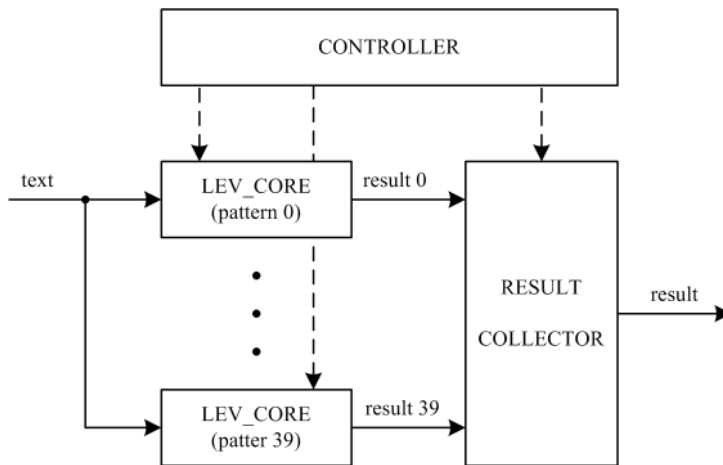 CONTROLLER
text
LEV_CORE
(pattern 0)
result 0
RESULT
COLLECTOR
result
LEV_CORE
(patter 39)
result 39